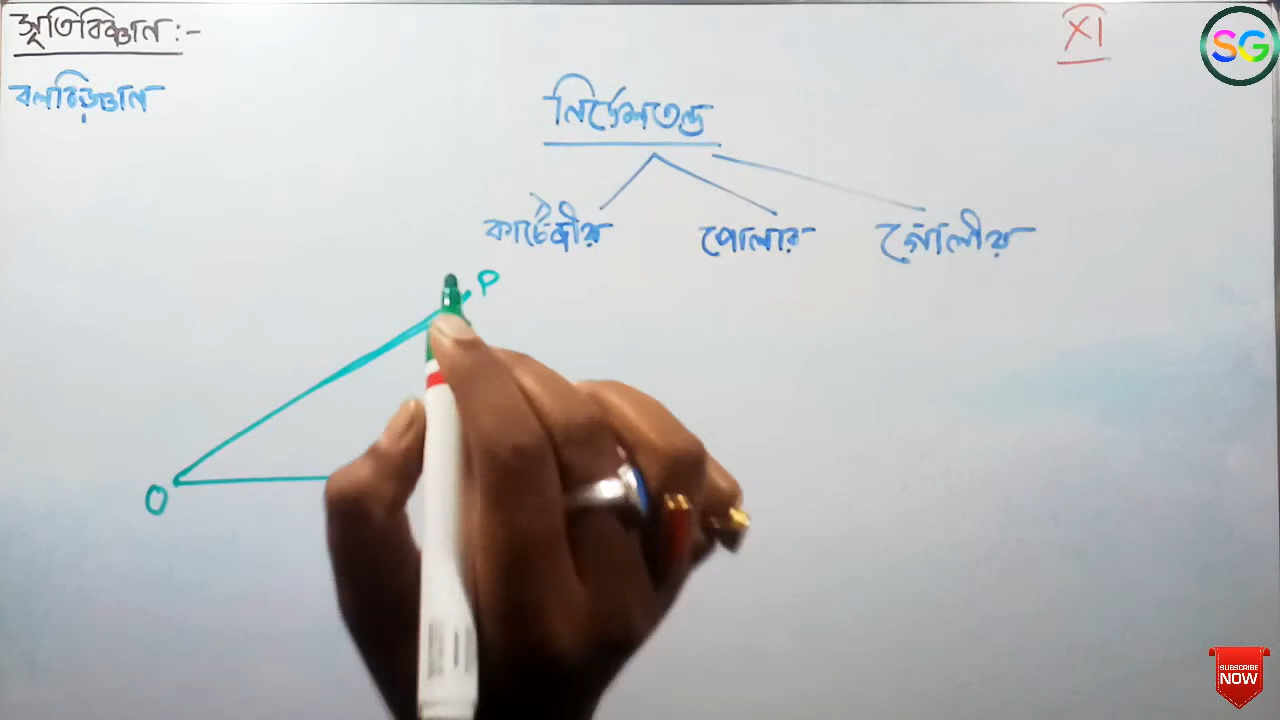 সৃতিবিজ্ঞান :-
XI
SG
বলবিজ্ঞান
নির্দেশতন্ত্র
কার্টেজীয় পোলার গোলীয়
P
O
SUBSCRIBE
NOW